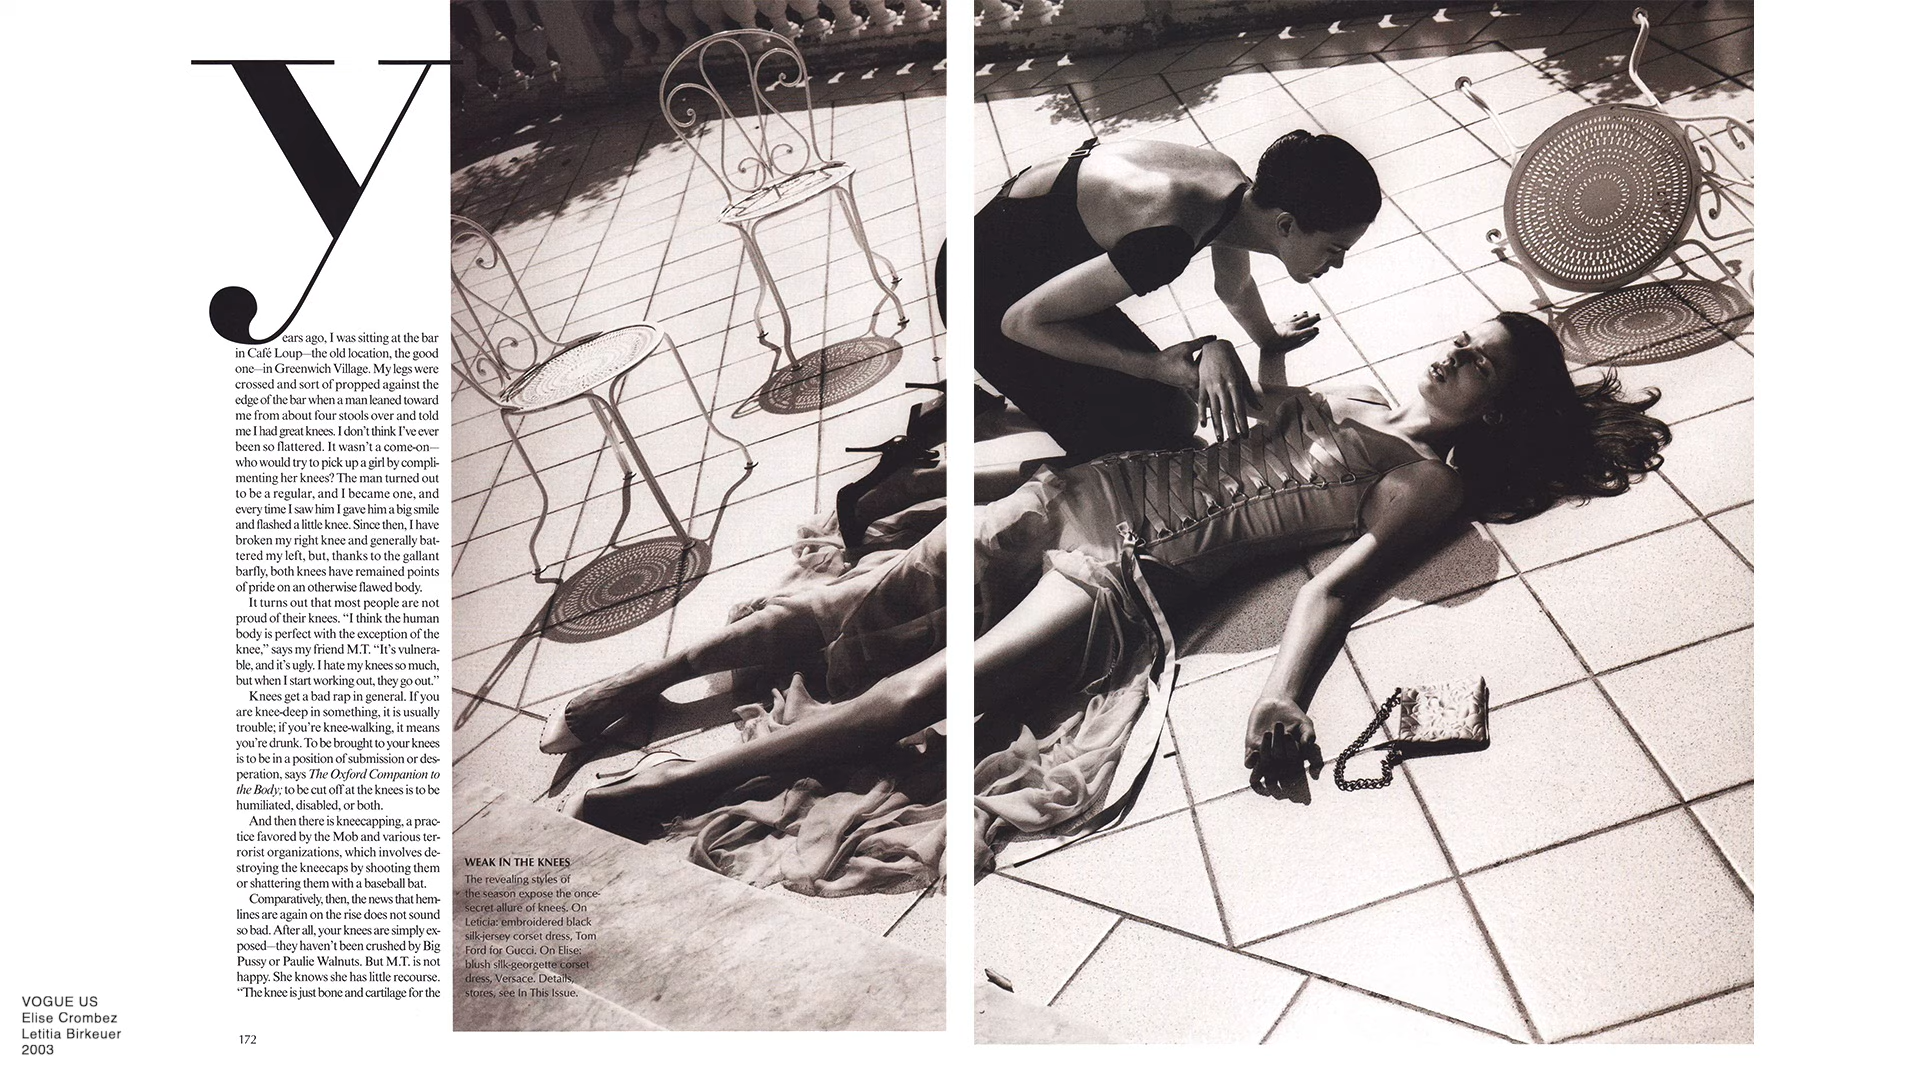 y
ears ago, I was sitting at the bar
in Café Loup—the old location, the good
one—in Greenwich Village. My legs were
crossed and sort of propped against the
edge of the bar when a man leaned toward
me from about four stools over and told
me I had great knees. I don't think I've ever
been so flattered. It wasn't a come-on—
who would try to pick up a girl by compli-
menting her knees? The man turned out
to be a regular, and I became one, and
every time I saw him I gave him a big smile
and flashed a little knee. Since then, I have
broken my right knee and generally bat-
tered my left, but, thanks to the gallant
barfly, both knees have remained points
of pride on an otherwise flawed body.
It turns out that most people are not
proud of their knees. “I think the human
body is perfect with the exception of the
knee,” says my friend M.T. “It's vulnera-
ble, and it's ugly. I hate my knees so much,
but when I start working out, they go out.”
Knees get a bad rap in general. If you
are knee-deep in something, it is usually
trouble; if you're knee-walking, it means
you're drunk. To be brought to your knees
is to be in a position of submission or des-
peration, says The Oxford Companion to
the Body; to be cut off at the knees is to be
humiliated, disabled, or both.
And then there is kneecapping, a prac-
tice favored by the Mob and various ter-
rorist organizations, which involves de-
stroying the kneecaps by shooting them
or shattering them with a baseball bat.
Comparatively, then, the news that hem-
lines are again on the rise does not sound
so bad. After all, your knees are simply ex-
posed—they haven't been crushed by Big
Pussy or Paulie Walnuts. But M.T. is not
happy. She knows she has little recourse.
“The knee is just bone and cartilage for the
172
WEAK IN THE KNEES
The revealing styles of
the season expose the once-
secret allure of knees. On
Leticia: embroidered black
silk-jersey corset dress, Tom
Ford for Gucci. On Elise:
blush silk-georgette corset
dress, Versace. Details,
stores, see In This Issue.
VOGUE US
Elise Crombez
Letitia Birkeuer
2003